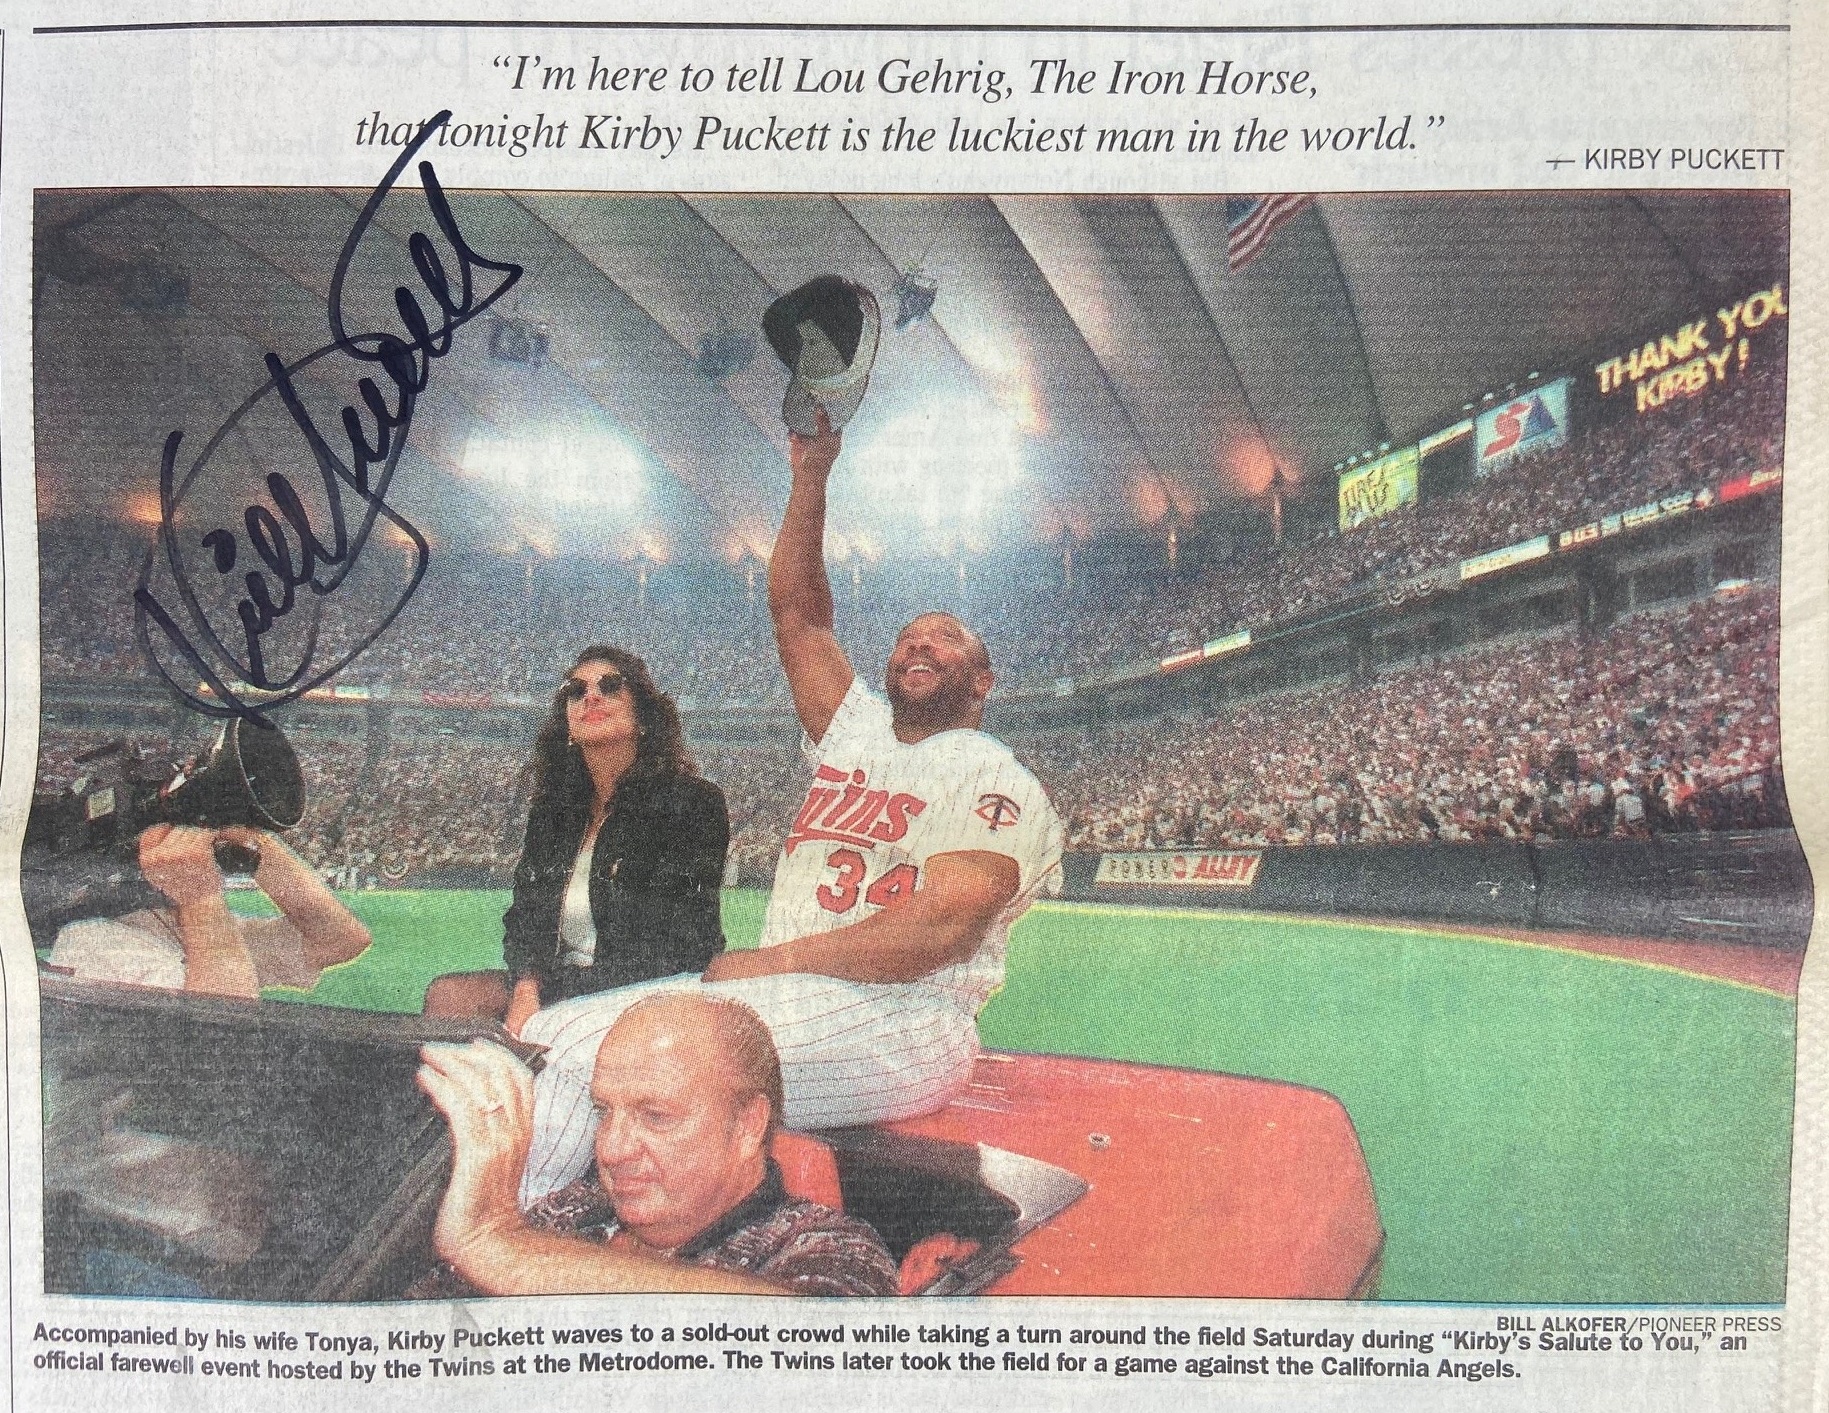 “I’m here to tell Lou Gehrig, The Iron Horse,
that tonight Kirby Puckett is the luckiest man in the world.”
— KIRBY PUCKETT
THANK YOU
KIRBY!
Twins
34
POWER ALLEY
BILL ALKOFER/PIONEER PRESS
Accompanied by his wife Tonya, Kirby Puckett waves to a sold-out crowd while taking a turn around the field Saturday during “Kirby’s Salute to You,” an
official farewell event hosted by the Twins at the Metrodome. The Twins later took the field for a game against the California Angels.